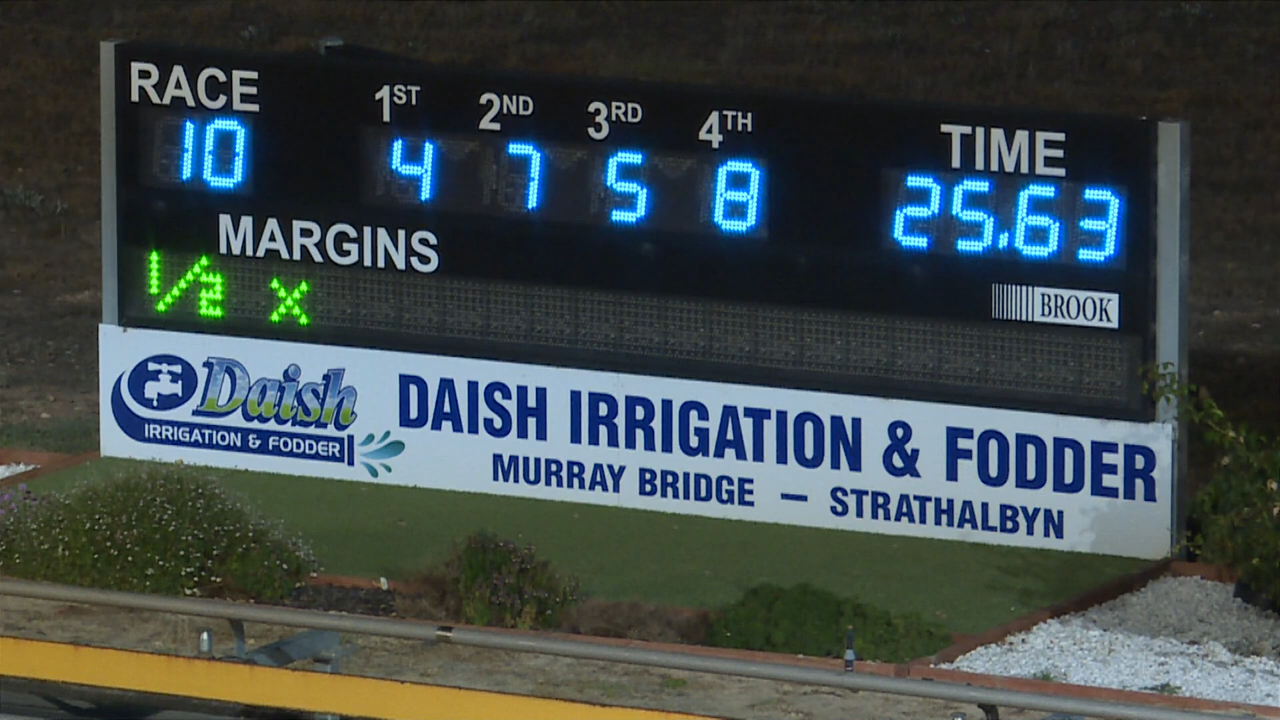 RACE 1ST 2ND 3RD 4TH TIME
10 4 7 5 8 25.63
MARGINS
1/2 X
BROOK
Daish
IRRIGATION & FODDER
DAISH IRRIGATION & FODDER
MURRAY BRIDGE – STRATHALBYN